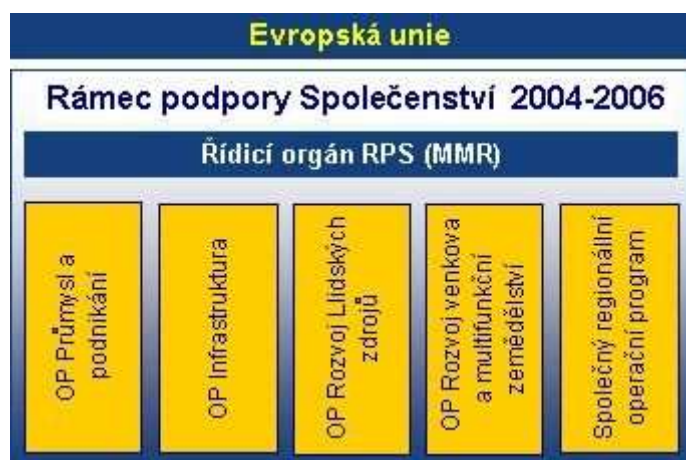 Evropská unie
Rámec podpory Společenství 2004-2006
Řídicí orgán RPS (MMR)
OP Průmysl a
podnikání
OP Infrastruktura
OP Rozvoj Llidských
zdrojů
OP Rozvoj venkova
a multifunkční
zemědělství
Společný regionální
operační program